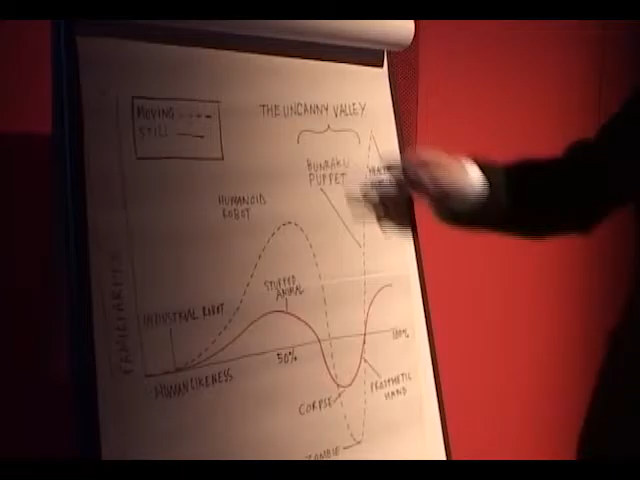 MOVING
STILL
THE UNCANNY VALLEY
BUNRAKU
PUPPET
HUMANOID
ROBOT
STUFFED
ANIMAL
INDUSTRIAL ROBOT
FAMILIARITY
50%
100%
HUMAN LIKENESS
PROSTHETIC
HAND
CORPSE
ZOMBIE